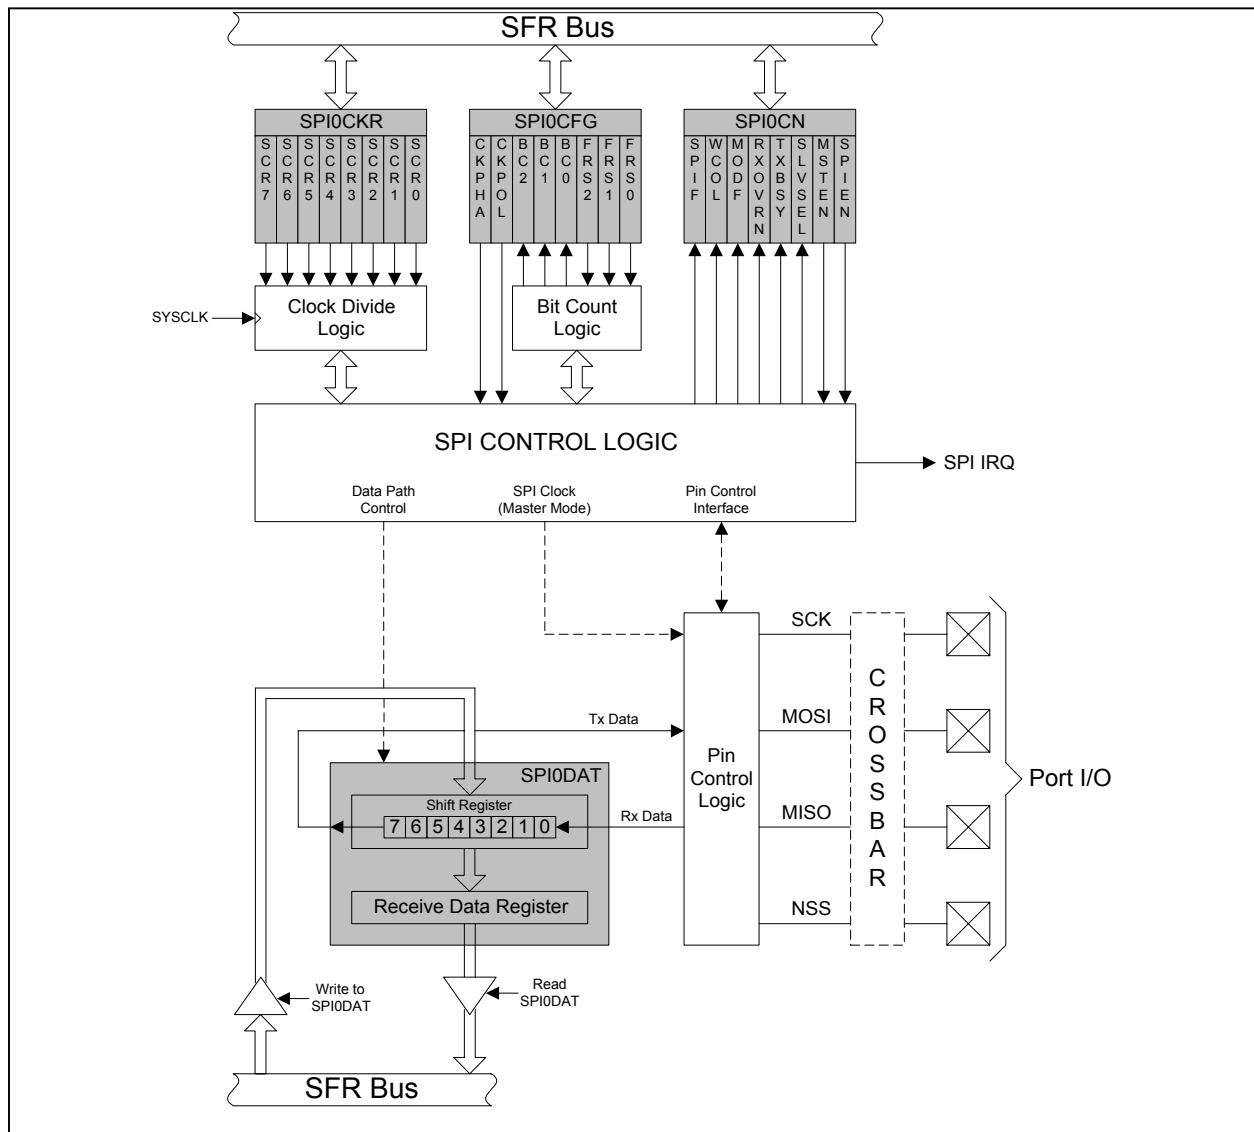 SFR Bus
SPI0CKR
SPI0CFG
SPI0CN
SCR7
SCR6
SCR5
SCR4
SCR3
SCR2
SCR1
SCR0
CKPHA
CKPOL
BC2
BC1
BC0
FRS2
FRS1
FRS0
SPIF
WCOL
MODF
RXOVRN
TXBSY
SLVSEL
MSTEN
SPIEN
SYSCLK
Clock Divide
Logic
Bit Count
Logic
SPI CONTROL LOGIC
SPI IRQ
Data Path
Control
SPI Clock
(Master Mode)
Pin Control
Interface
SCK
MOSI
MISO
NSS
CROSSBAR
Port I/O
Tx Data
Pin
Control
Logic
SPI0DAT
Shift Register
7 6 5 4 3 2 1 0
Rx Data
Receive Data Register
Write to
SPI0DAT
Read
SPI0DAT
SFR Bus